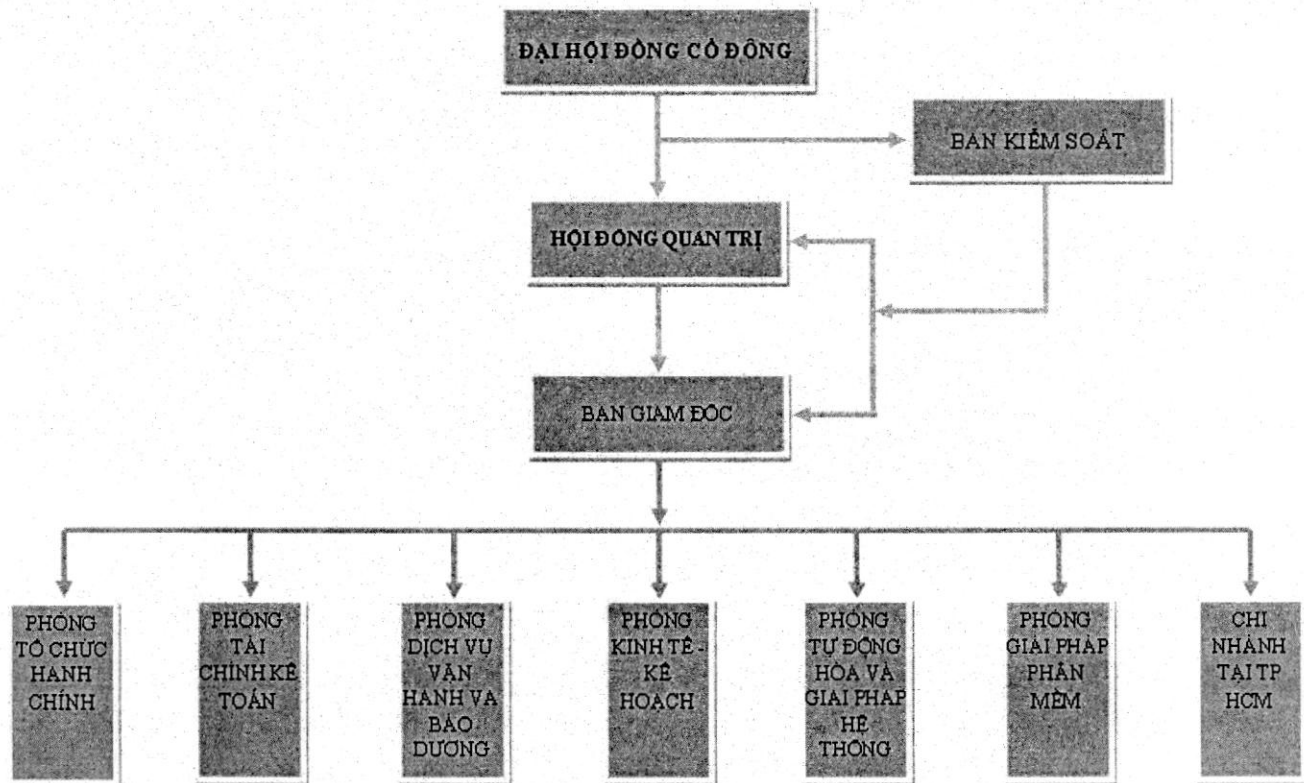 ĐẠI HỘI ĐỒNG CỔ ĐÔNG
BAN KIỂM SOÁT
HỘI ĐỒNG QUẢN TRỊ
BAN GIÁM ĐỐC
PHÒNG
TỔ CHỨC
HÀNH
CHÍNH
PHÒNG
TÀI
CHÍNH KẾ
TOÁN
PHÒNG
DỊCH VỤ
VẬN
HÀNH VÀ
BẢO
DƯỠNG
PHÒNG
KINH TẾ -
KẾ
HOẠCH
PHÒNG
TỰ ĐỘNG
HÓA VÀ
GIẢI PHÁP
HỆ
THỐNG
PHÒNG
GIẢI PHÁP
PHẦN
MỀM
CHI
NHÁNH
TẠI TP
HCM